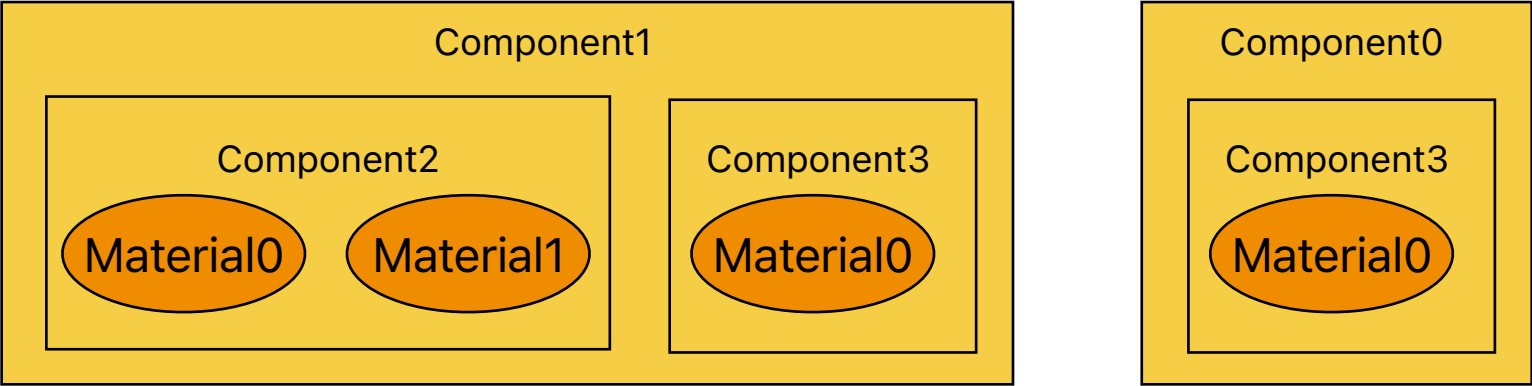 Component1
Component2
Material0
Material1
Component3
Material0
Component0
Component3
Material0